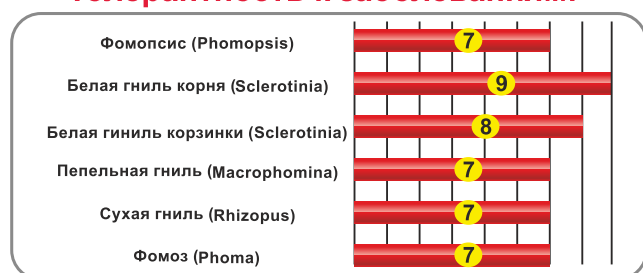 Фомопсис (Phomopsis) 7
Белая гниль корня (Sclerotinia) 9
Белая гиниль корзинки (Sclerotinia) 8
Пепельная гниль (Macrophomina) 7
Сухая гниль (Rhizopus) 7
Фомоз (Phoma) 7